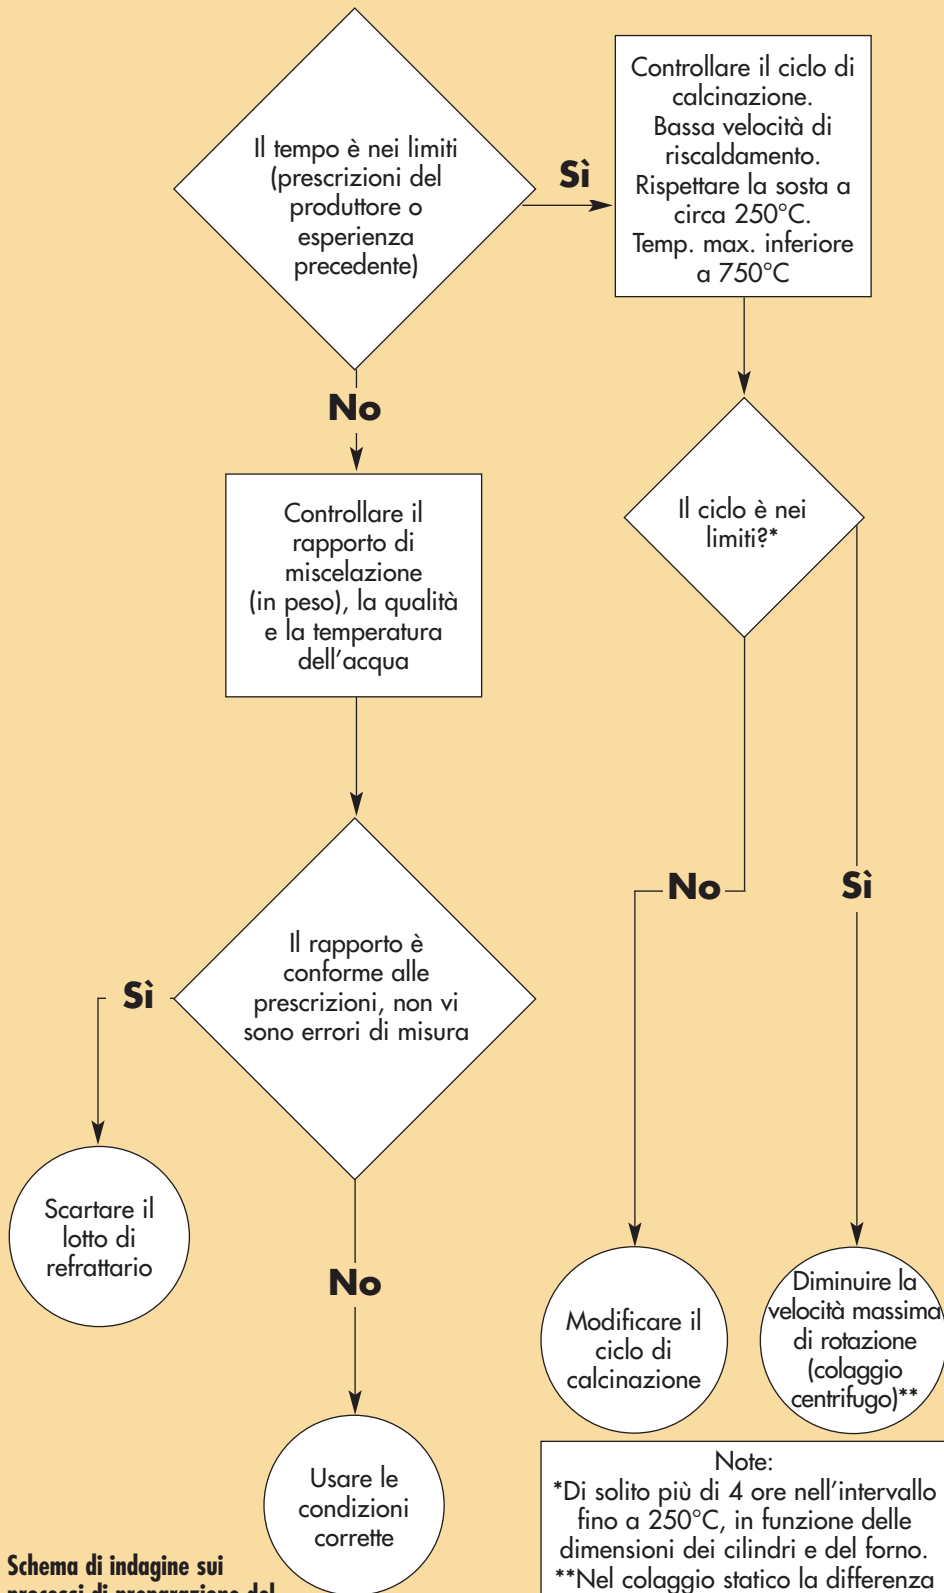 Il tempo è nei limiti
(prescrizioni del
produttore o
esperienza
precedente)
Sì
Controllare il ciclo di
calcinazione.
Bassa velocità di
riscaldamento.
Rispettare la sosta a
circa 250°C.
Temp. max. inferiore
a 750°C
No
Controllare il
rapporto di
miscelazione
(in peso), la qualità
e la temperatura
dell'acqua
Il ciclo è nei
limiti?*
No
Sì
Il rapporto è
conforme alle
prescrizioni, non vi
sono errori di misura
Sì
Scartare il
lotto di
refrattario
No
Modificare il
ciclo di
calcinazione
Diminuire la
velocità massima
di rotazione
(colaggio
centrifugo)**
Usare le
condizioni
corrette
Note:
*Di solito più di 4 ore nell'intervallo
fino a 250°C, in funzione delle
dimensioni dei cilindri e del forno.
**Nel colaggio statico la differenza
Schema di indagine sui
processi di preparazione del